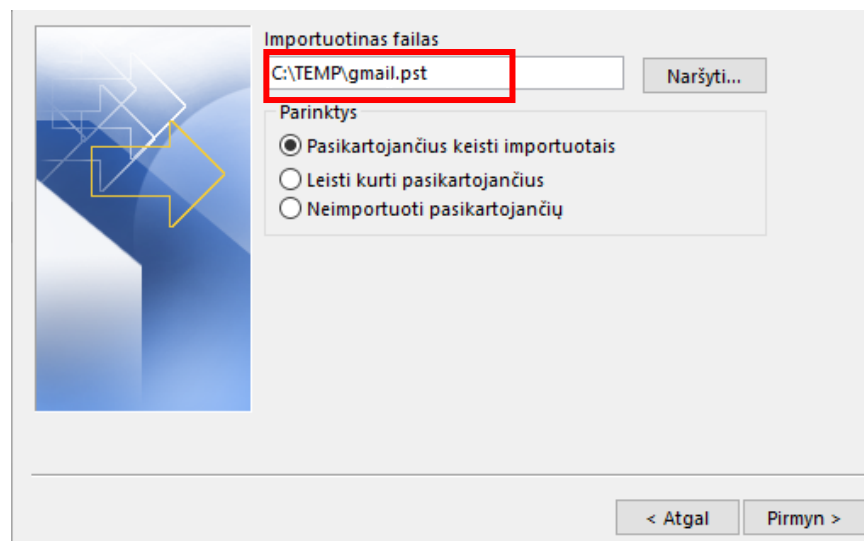 Importuotinas failas
C:\TEMP\gmail.pst
Naršyti...
Parinktys
Pasikartojančius keisti importuotais
Leisti kurti pasikartojančius
Neimportuoti pasikartojančių
< Atgal
Pirmyn >